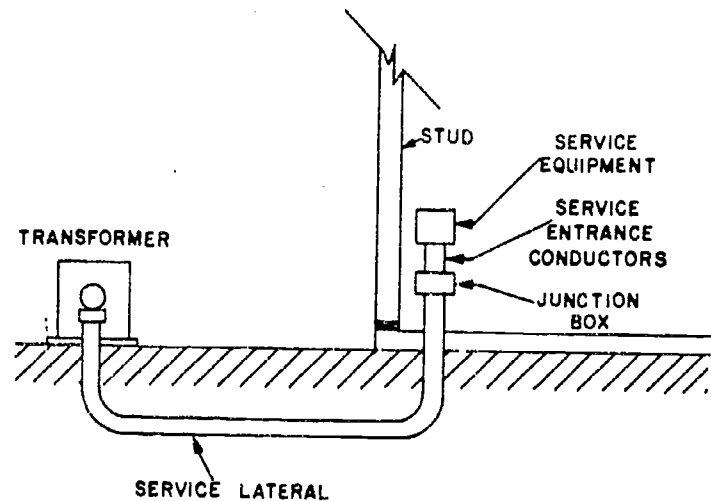 STUD
SERVICE
EQUIPMENT
SERVICE
ENTRANCE
CONDUCTORS
TRANSFORMER
JUNCTION
BOX
SERVICE LATERAL